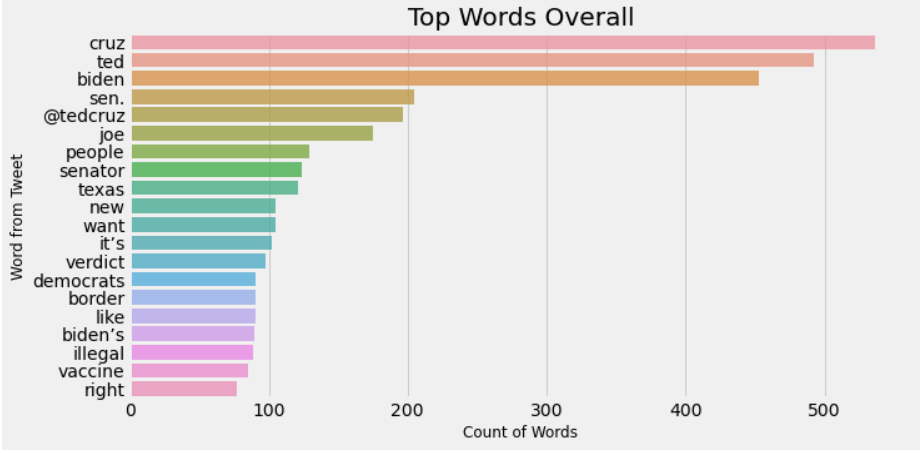 Top Words Overall
Word from Tweet
cruz
ted
biden
sen.
@tedcruz
joe
people
senator
texas
new
want
it’s
verdict
democrats
border
like
biden’s
illegal
vaccine
right
0 100 200 300 400 500
Count of Words